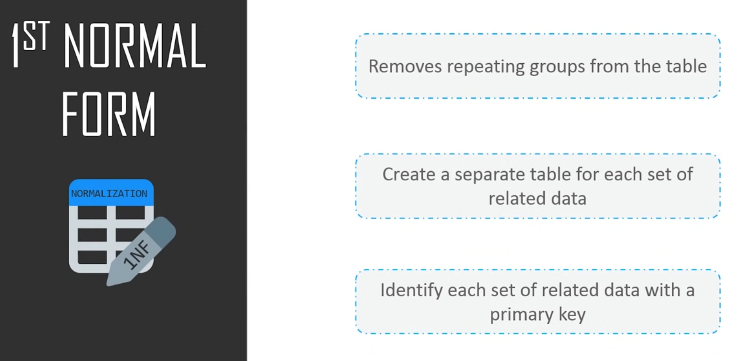 1ST NORMAL
FORM
NORMALIZATION
1NF
Removes repeating groups from the table
Create a separate table for each set of
related data
Identify each set of related data with a
primary key